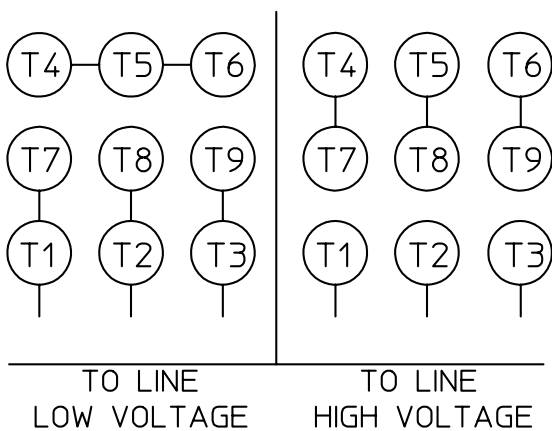 T4 T5 T6 T4 T5 T6
T7 T8 T9 T7 T8 T9
T1 T2 T3 T1 T2 T3
TO LINE TO LINE
LOW VOLTAGE HIGH VOLTAGE